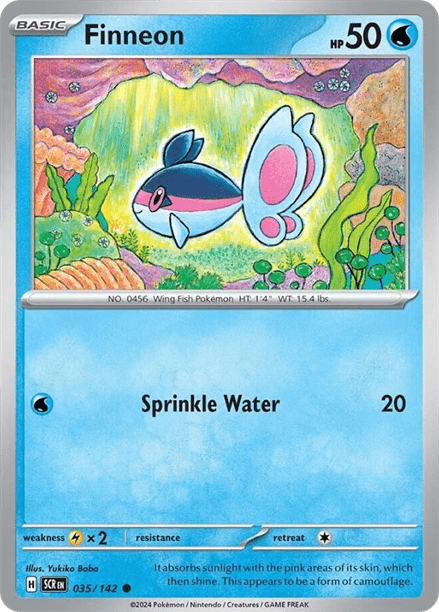 BASIC Finneon HP 50
NO. 0456 Wing Fish Pokémon HT: 1'4" WT: 15.4 lbs.
Sprinkle Water 20
weakness ×2 resistance retreat
Illus. Yukiko Baba
It absorbs sunlight with the pink areas of its skin, which
then shine. This appears to be a form of camouflage.
H SCR EN 035/142
©2024 Pokémon / Nintendo / Creatures / GAME FREAK